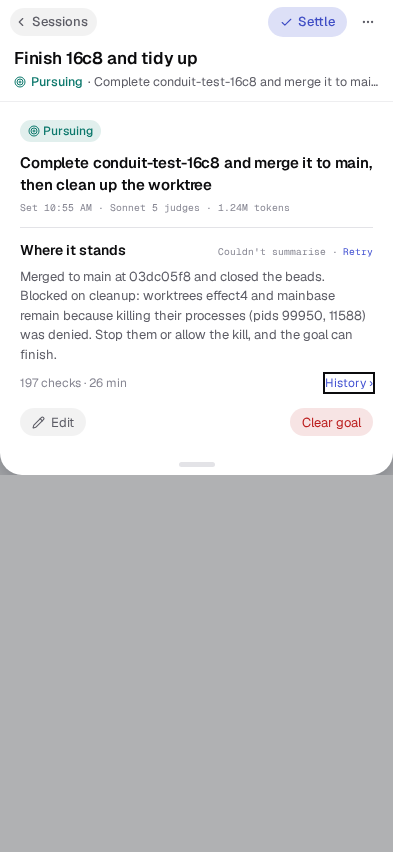 Sessions
Settle
Finish 16c8 and tidy up
Pursuing · Complete conduit-test-16c8 and merge it to mai…
Pursuing
Complete conduit-test-16c8 and merge it to main,
then clean up the worktree
Set 10:55 AM · Sonnet 5 judges · 1.24M tokens
Where it stands
Couldn't summarise · Retry
Merged to main at 03dc05f8 and closed the beads.
Blocked on cleanup: worktrees effect4 and mainbase
remain because killing their processes (pids 99950, 11588)
was denied. Stop them or allow the kill, and the goal can
finish.
197 checks · 26 min
History ›
Edit
Clear goal